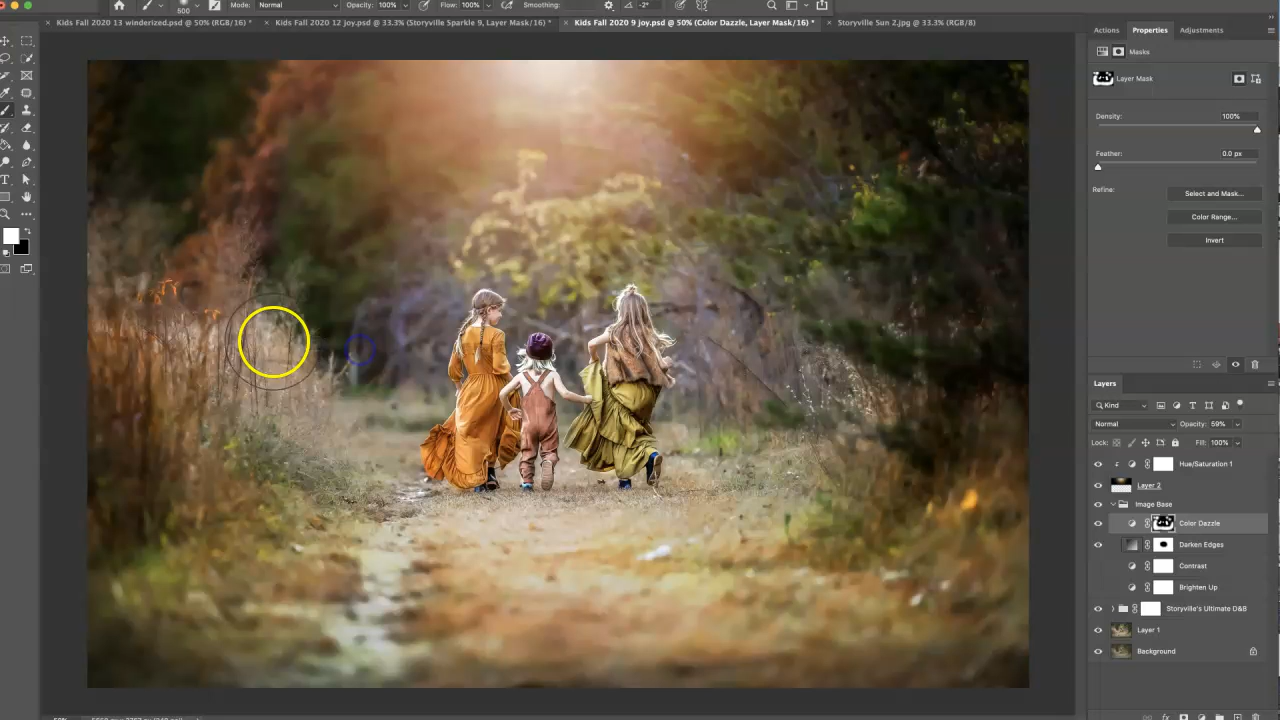 500 Mode: Normal Opacity: 100% Flow: 100% Smoothing: -2°
Kids Fall 2020 13 winderized.psd @ 50% (RGB/16) * Kids Fall 2020 12 joy.psd @ 33.3% (Storyville Sparkle 9, Layer Mask/16) * Kids Fall 2020 9 joy.psd @ 50% (Color Dazzle, Layer Mask/16) * Storyville Sun 2.jpg @ 33.3% (RGB/8)
Actions Properties Adjustments
Masks
Layer Mask
Density: 100%
Feather: 0.0 px
Refine: Select and Mask...
Color Range...
Invert
Layers
Kind
Normal Opacity: 59%
Lock: Fill: 100%
Hue/Saturation 1
Layer 2
Image Base
Color Dazzle
Darken Edges
Contrast
Brighten Up
Storyville's Ultimate D&B
Layer 1
Background